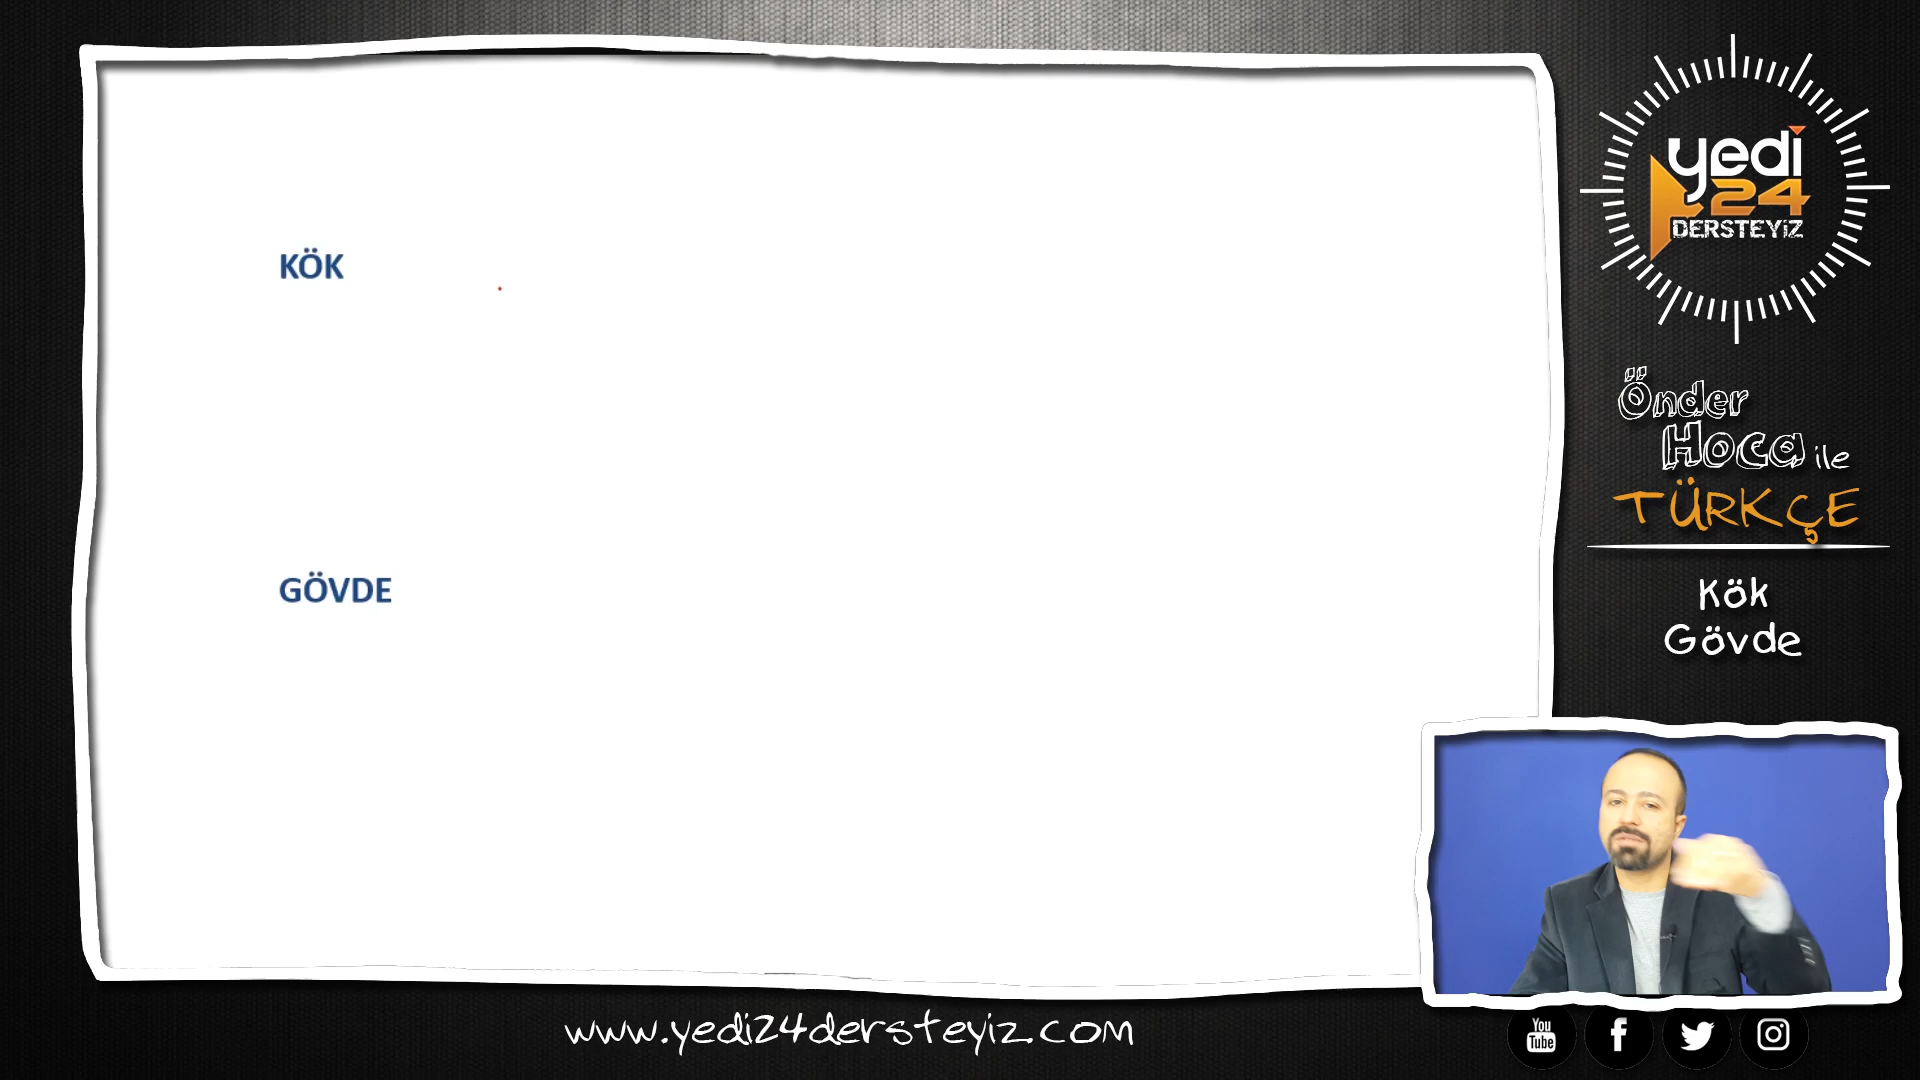 KÖK
GÖVDE
yedi
24
DERSTEYİZ
Önder
Hoca ile
TÜRKÇE
Kök
Gövde
www.yedi24dersteyiz.com
You
Tube